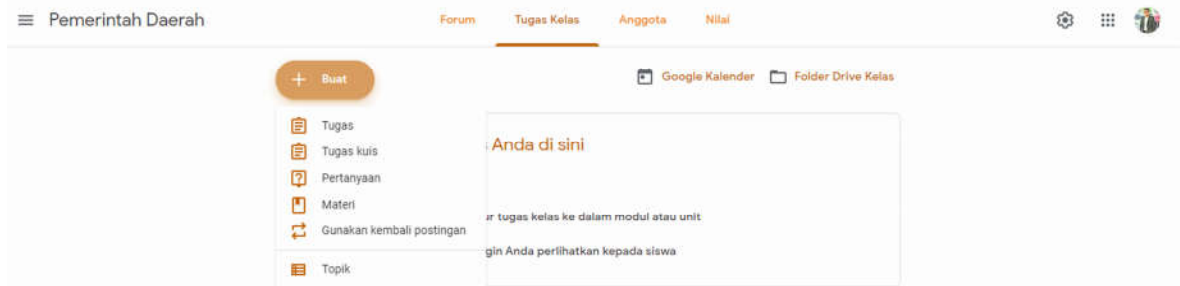 Pemerintah Daerah
Forum Tugas Kelas Anggota Nilai
Buat
Google Kalender Folder Drive Kelas
Tugas
Tugas kuis
Pertanyaan
Materi
Gunakan kembali postingan
Topik
Anda di sini
tugas kelas ke dalam modul atau unit
Anda perlihatkan kepada siswa